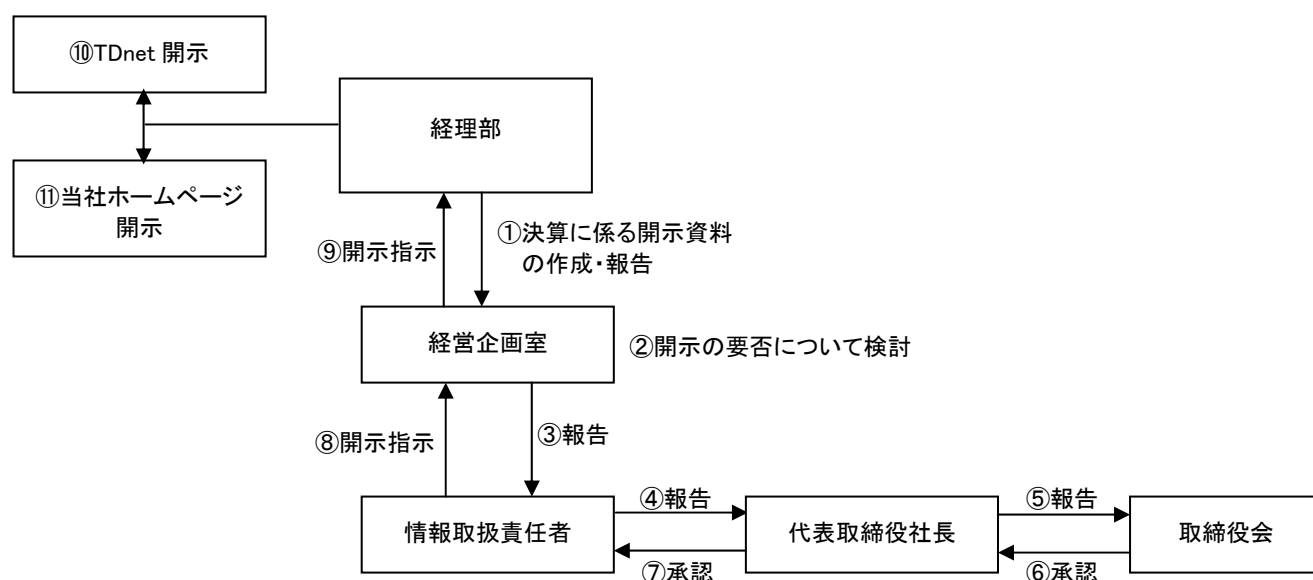 ⑩TDnet 開示
経理部
⑪当社ホームページ
開示
①決算に係る開示資料
の作成・報告
⑨開示指示
経営企画室
②開示の要否について検討
⑧開示指示
③報告
④報告
⑤報告
情報取扱責任者
代表取締役社長
取締役会
⑦承認
⑥承認